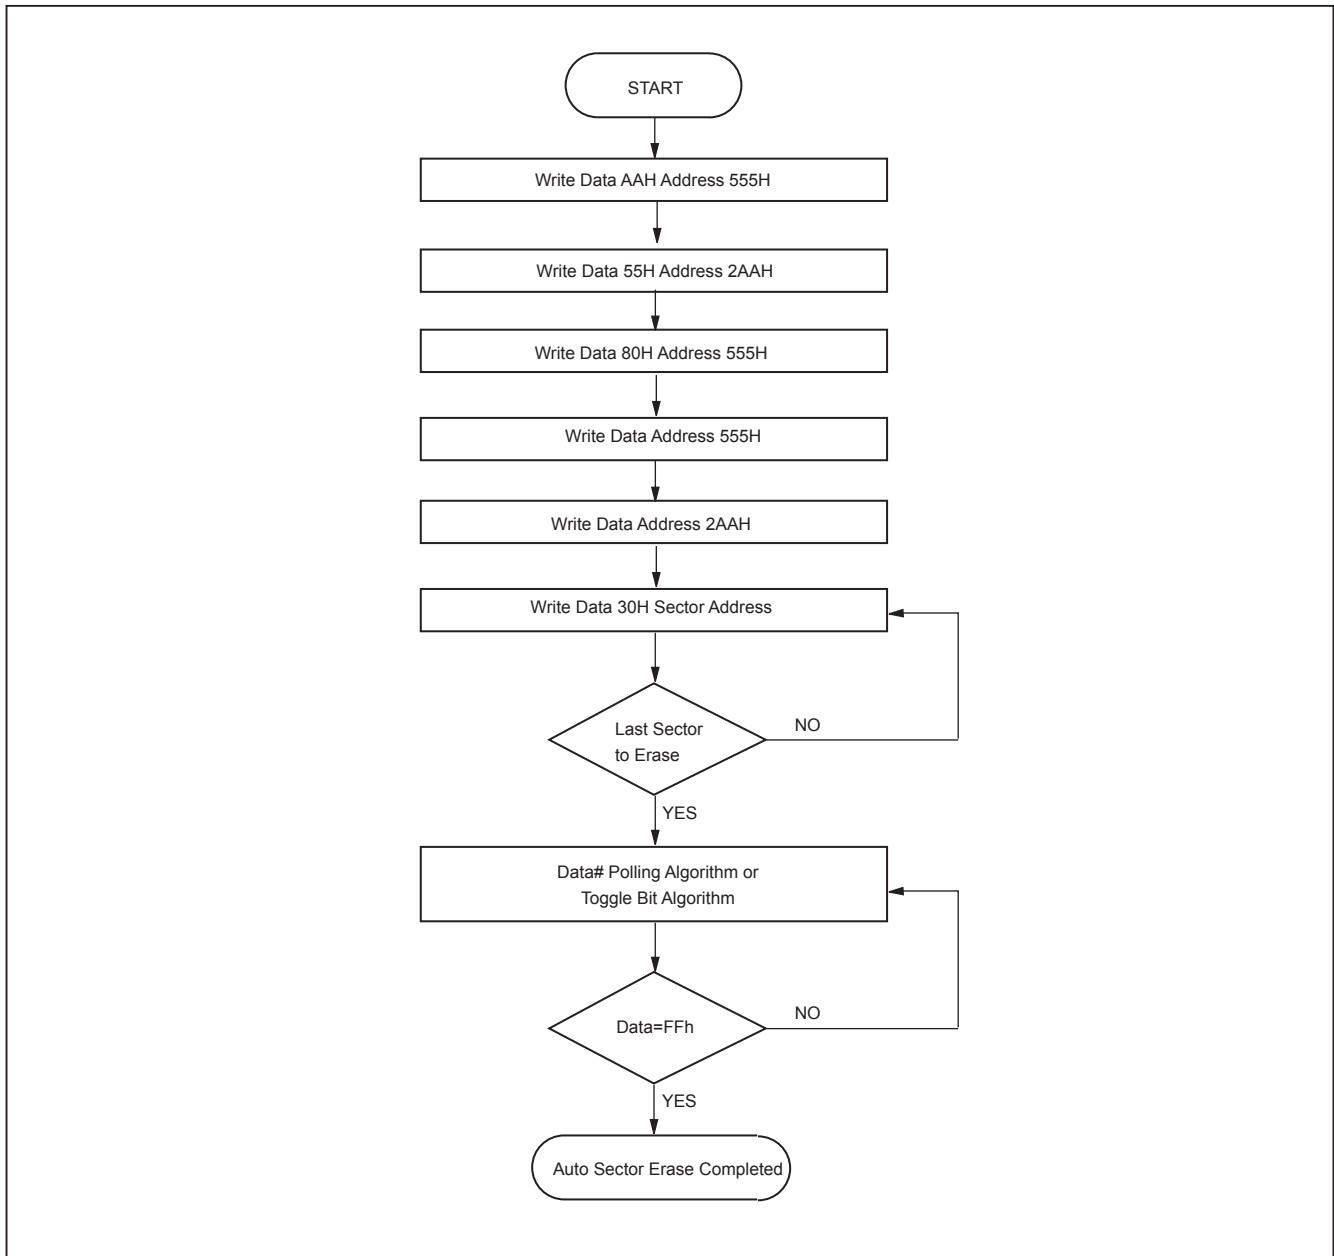 START
Write Data AAH Address 555H
Write Data 55H Address 2AAH
Write Data 80H Address 555H
Write Data Address 555H
Write Data Address 2AAH
Write Data 30H Sector Address
Last Sector
to Erase
NO
YES
Data# Polling Algorithm or
Toggle Bit Algorithm
Data=FFh
NO
YES
Auto Sector Erase Completed